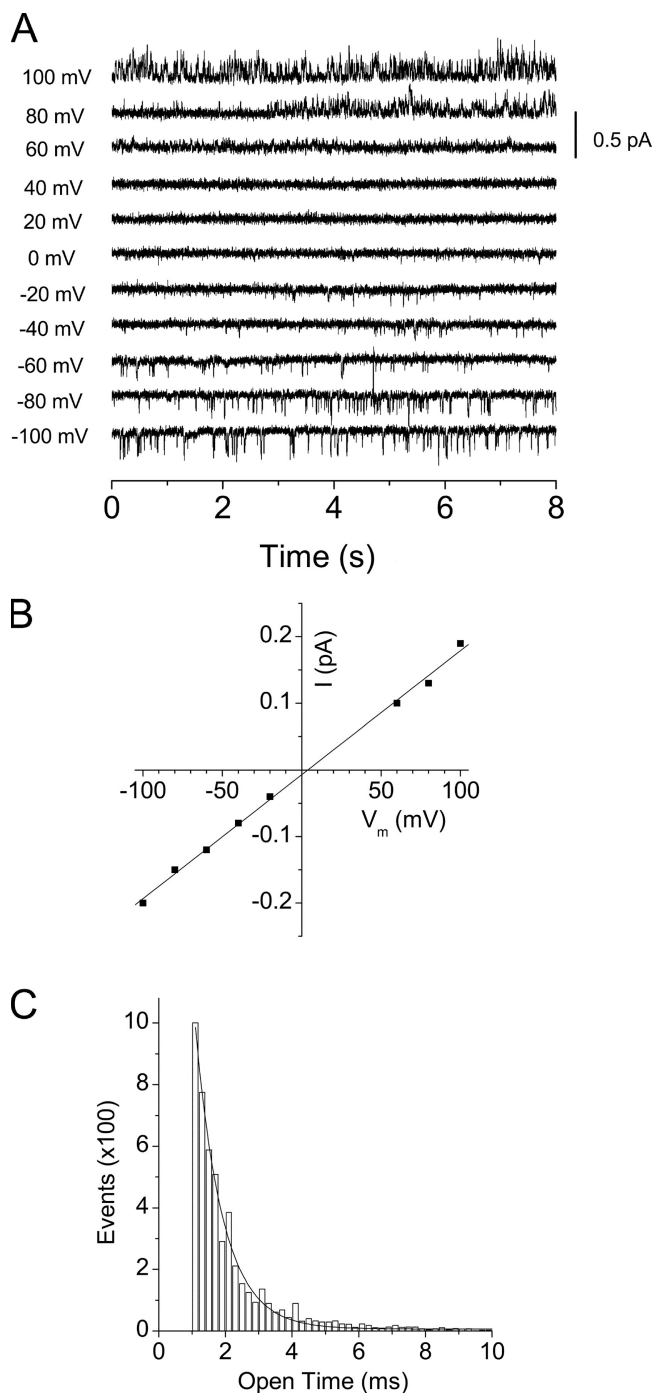 A
100 mV
80 mV
0.5 pA
60 mV
40 mV
20 mV
0 mV
-20 mV
-40 mV
-60 mV
-80 mV
-100 mV
0 2 4 6 8
Time (s)
B
0.2
I (pA)
0.1
-100 -50 50 100
Vm (mV)
-0.1
-0.2
C
10
8
6
4
2
0
Events (x100)
0 2 4 6 8 10
Open Time (ms)